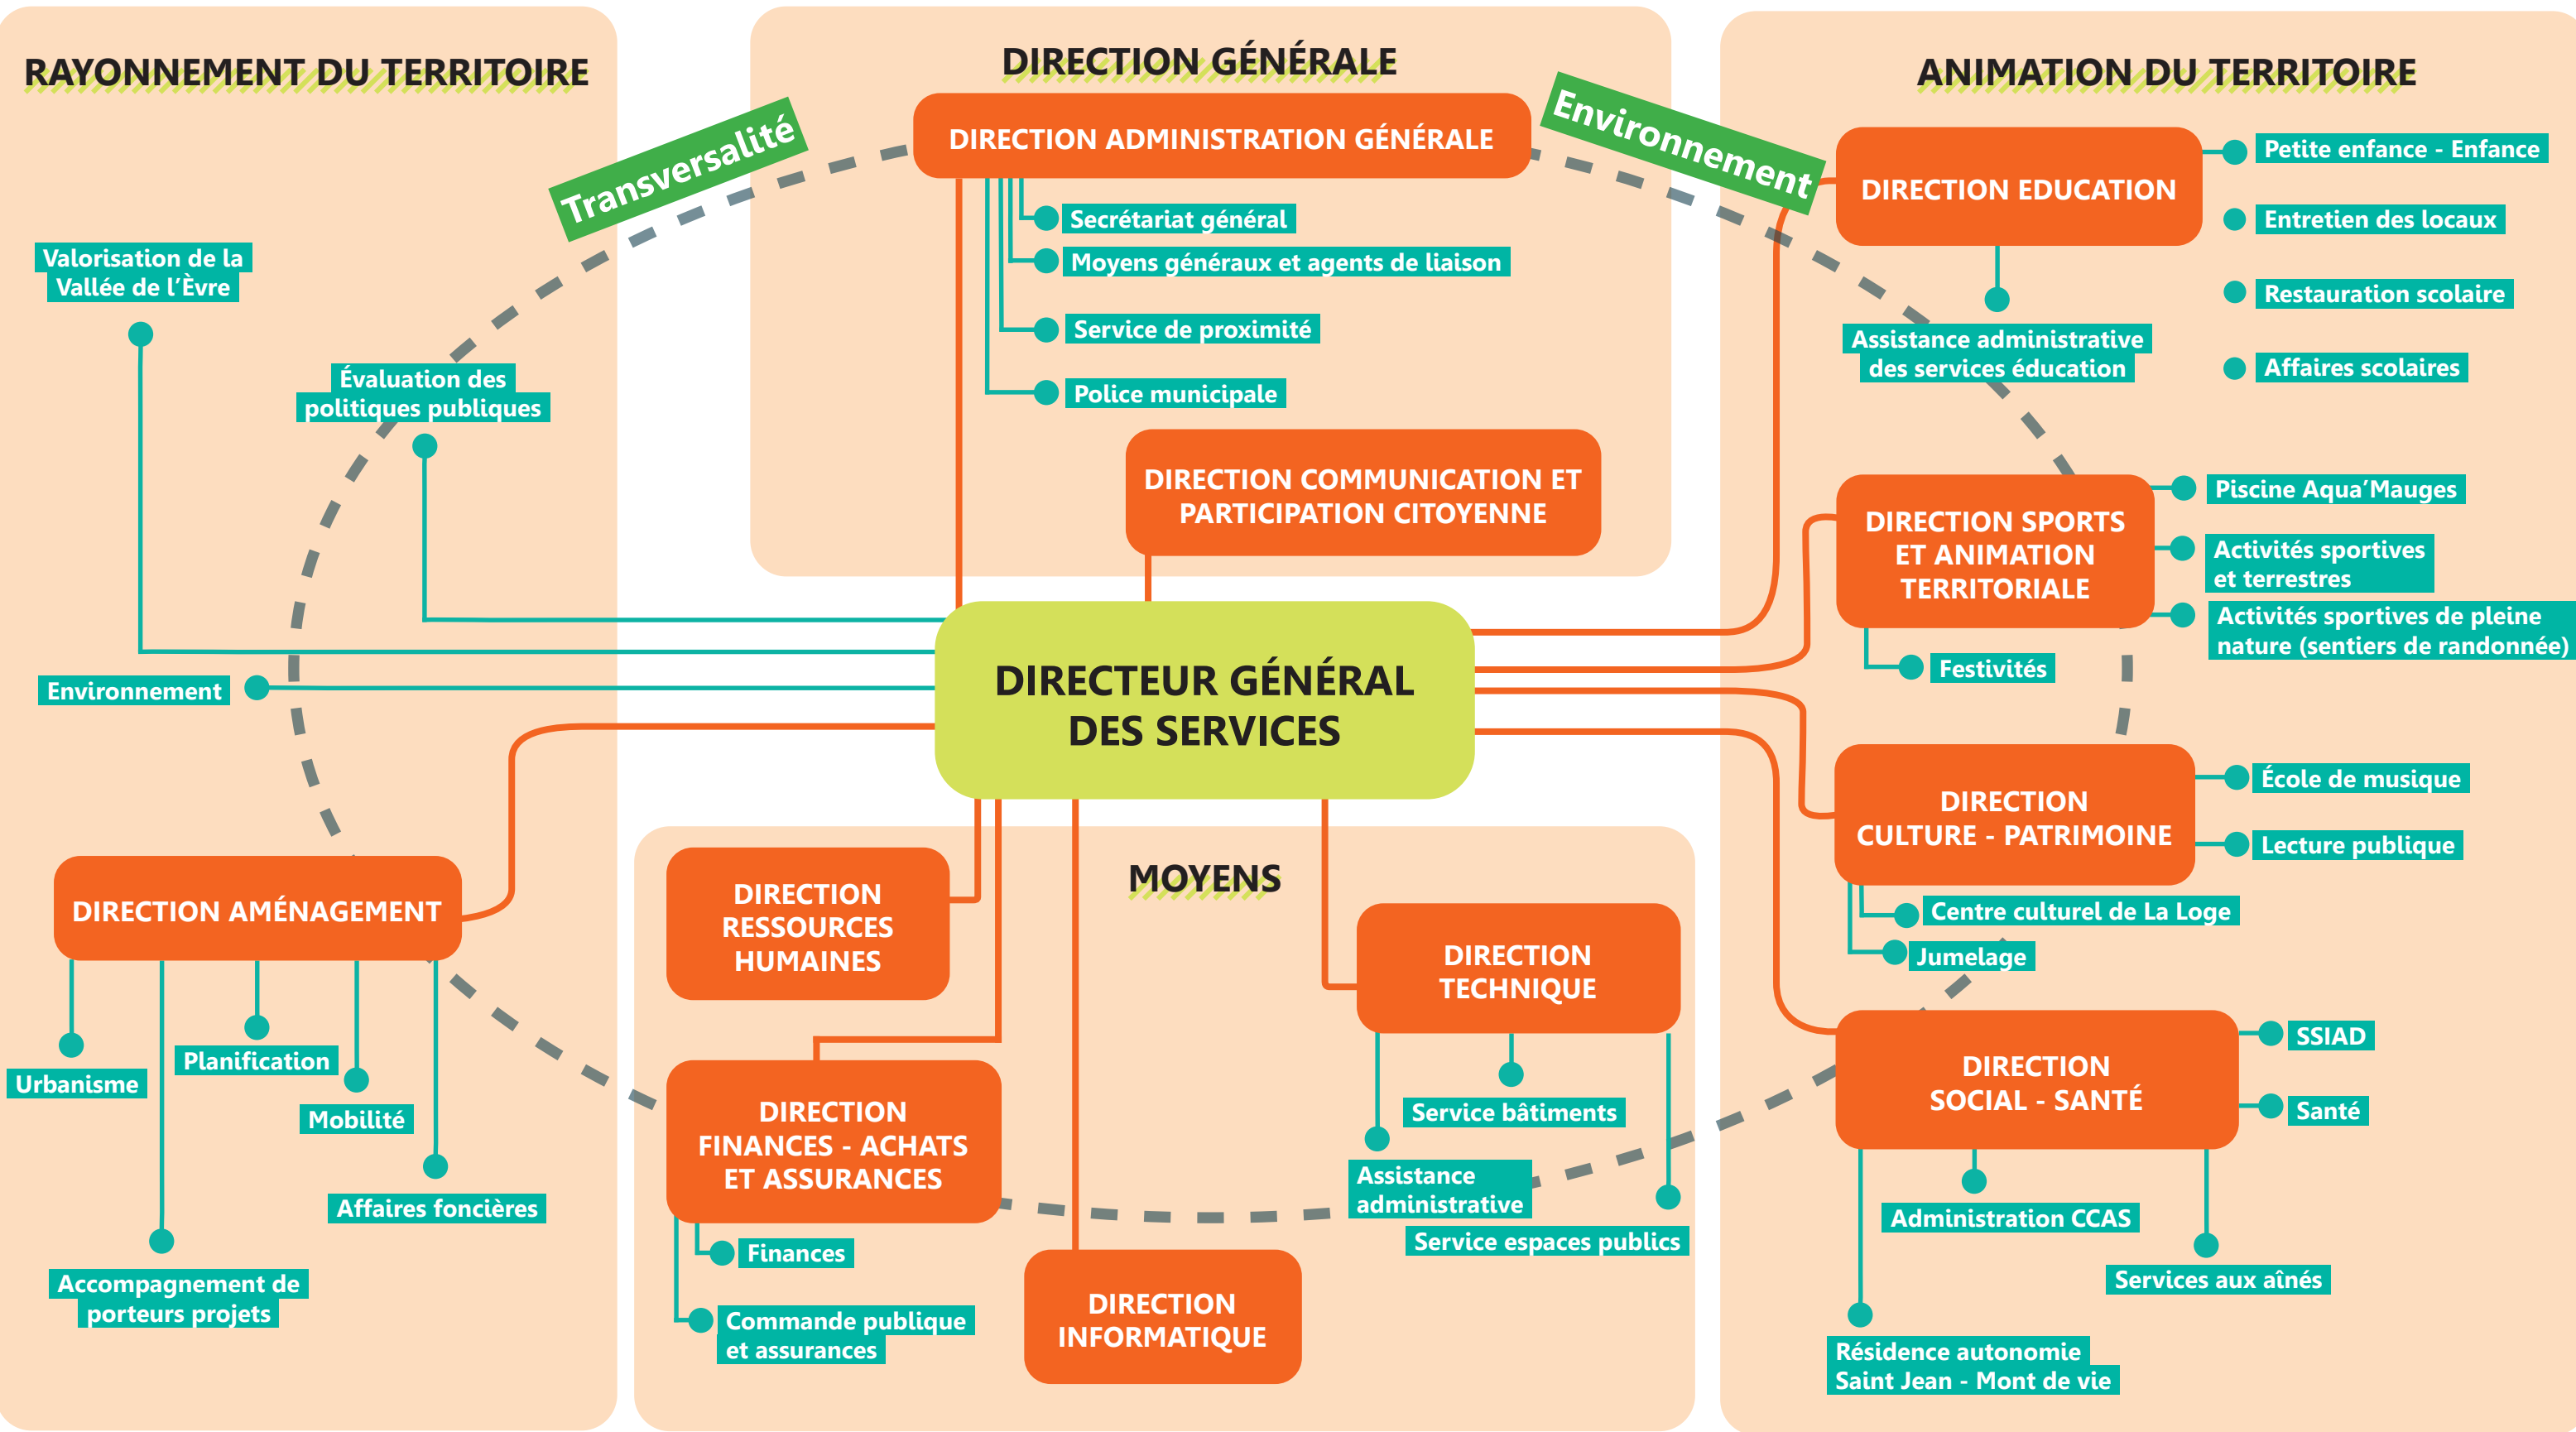 RAYONNEMENT DU TERRITOIRE
Valorisation de la
Vallée de l'Èvre
Évaluation des
politiques publiques
Environnement
DIRECTION AMÉNAGEMENT
Urbanisme
Planification
Mobilité
Affaires foncières
Accompagnement de
porteurs projets
Transversalité
DIRECTION GÉNÉRALE
DIRECTION ADMINISTRATION GÉNÉRALE
Secrétariat général
Moyens généraux et agents de liaison
Service de proximité
Police municipale
DIRECTION COMMUNICATION ET
PARTICIPATION CITOYENNE
Environnement
DIRECTEUR GÉNÉRAL
DES SERVICES
MOYENS
DIRECTION
RESSOURCES
HUMAINES
DIRECTION
FINANCES - ACHATS
ET ASSURANCES
Finances
Commande publique
et assurances
DIRECTION
INFORMATIQUE
DIRECTION
TECHNIQUE
Service bâtiments
Assistance
administrative
Service espaces publics
ANIMATION DU TERRITOIRE
DIRECTION EDUCATION
Petite enfance - Enfance
Entretien des locaux
Restauration scolaire
Affaires scolaires
Assistance administrative
des services éducation
DIRECTION SPORTS
ET ANIMATION
TERRITORIALE
Piscine Aqua'Mauges
Activités sportives
et terrestres
Activités sportives de pleine
nature (sentiers de randonnée)
Festivités
DIRECTION
CULTURE - PATRIMOINE
École de musique
Lecture publique
Centre culturel de La Loge
Jumelage
DIRECTION
SOCIAL - SANTÉ
SSIAD
Santé
Administration CCAS
Services aux aînés
Résidence autonomie
Saint Jean - Mont de vie